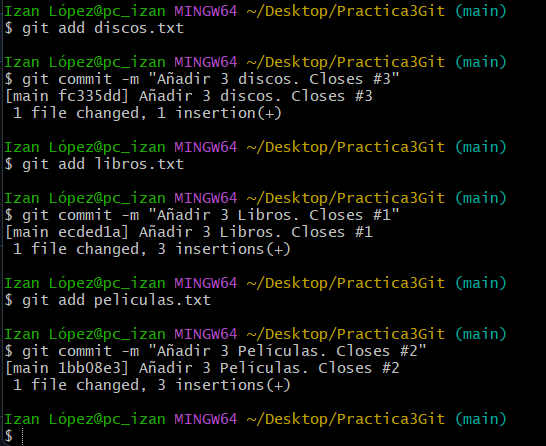 Izan López@pc_izan MINGW64 ~/Desktop/Practica3Git (main)
$ git add discos.txt
Izan López@pc_izan MINGW64 ~/Desktop/Practica3Git (main)
$ git commit -m "Añadir 3 discos. Closes #3"
[main fc335dd] Añadir 3 discos. Closes #3
 1 file changed, 1 insertion(+)
Izan López@pc_izan MINGW64 ~/Desktop/Practica3Git (main)
$ git add libros.txt
Izan López@pc_izan MINGW64 ~/Desktop/Practica3Git (main)
$ git commit -m "Añadir 3 Libros. Closes #1"
[main ecded1a] Añadir 3 Libros. Closes #1
 1 file changed, 3 insertions(+)
Izan López@pc_izan MINGW64 ~/Desktop/Practica3Git (main)
$ git add peliculas.txt
Izan López@pc_izan MINGW64 ~/Desktop/Practica3Git (main)
$ git commit -m "Añadir 3 Películas. Closes #2"
[main 1bb08e3] Añadir 3 Películas. Closes #2
 1 file changed, 3 insertions(+)
Izan López@pc_izan MINGW64 ~/Desktop/Practica3Git (main)
$